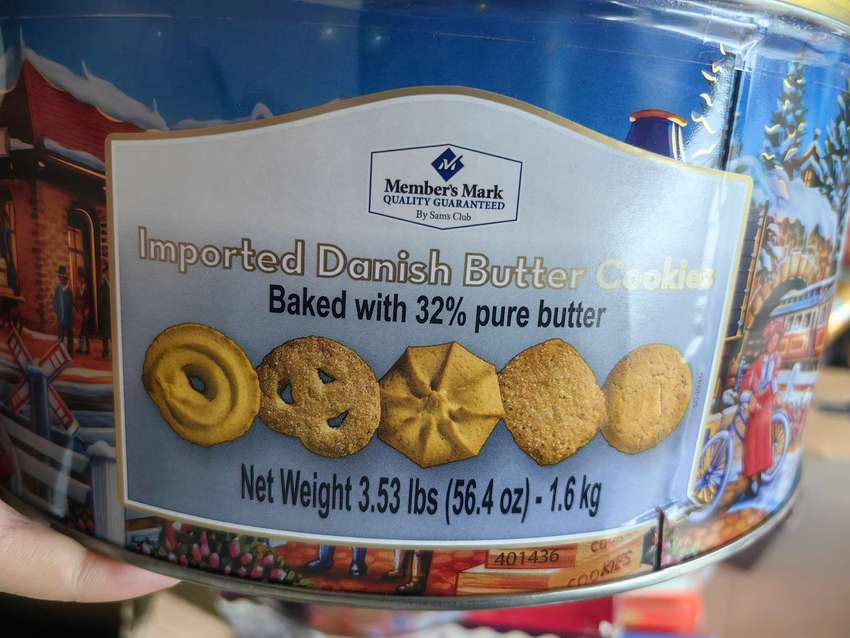 Member's Mark
QUALITY GUARANTEED
By Sam's Club
Imported Danish Butter Cookies
Baked with 32% pure butter
Net Weight 3.53 lbs (56.4 oz) - 1.6 kg
401436
COOKIES